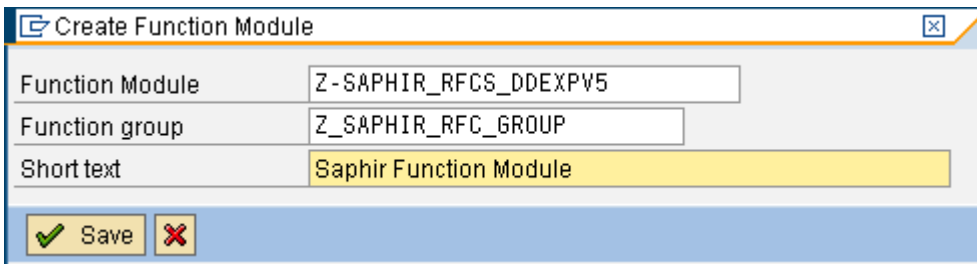 Create Function Module
Function Module Z-SAPHIR_RFCS_DDEXPV5
Function group Z_SAPHIR_RFC_GROUP
Short text Saphir Function Module
Save